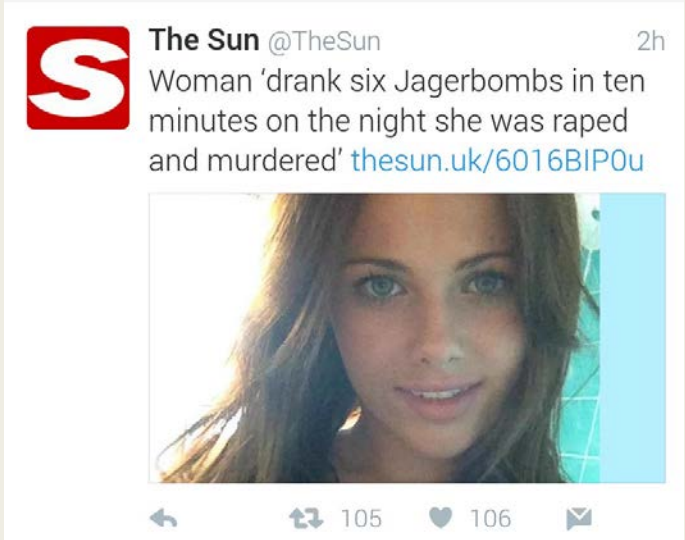 The Sun @TheSun 2h
Woman ‘drank six Jagerbombs in ten
minutes on the night she was raped
and murdered’ thesun.uk/6016BIP0u
105 106